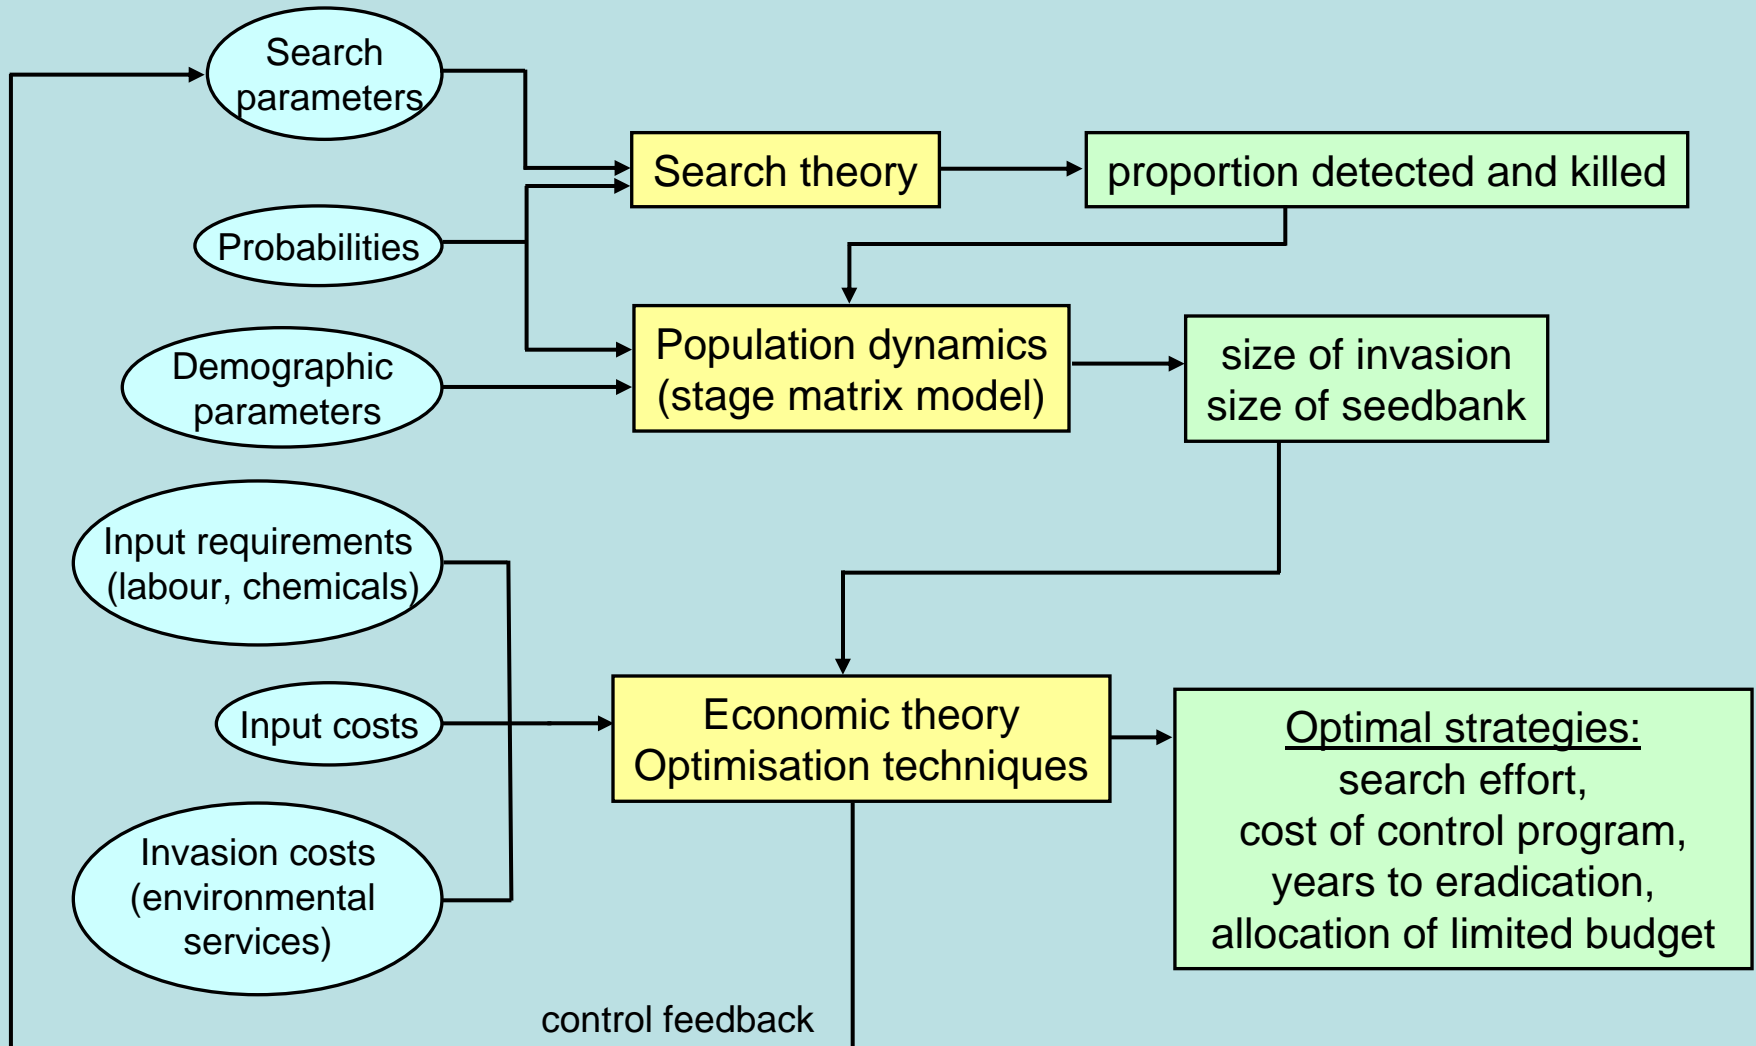 Search
parameters
Search theory
proportion detected and killed
Probabilities
Population dynamics
(stage matrix model)
size of invasion
size of seedbank
Demographic
parameters
Input requirements
(labour, chemicals)
Input costs
Economic theory
Optimisation techniques
Optimal strategies:
search effort,
cost of control program,
years to eradication,
allocation of limited budget
Invasion costs
(environmental
services)
control feedback